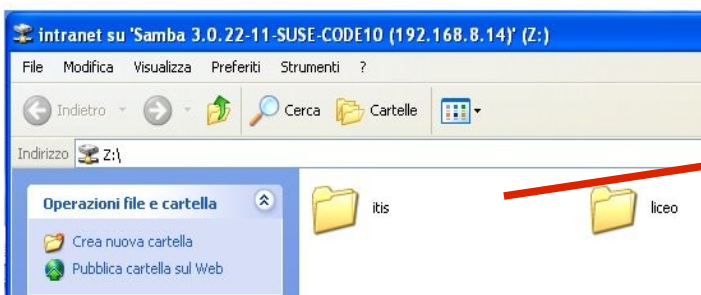 intranet su 'Samba 3.0.22-11-SUSE-CODE10 (192.168.8.14)' (Z:)
File Modifica Visualizza Preferiti Strumenti ?
Indietro Cerca Cartelle
Indirizzo Z:\
Operazioni file e cartella
itis liceo
Crea nuova cartella
Pubblica cartella sul Web